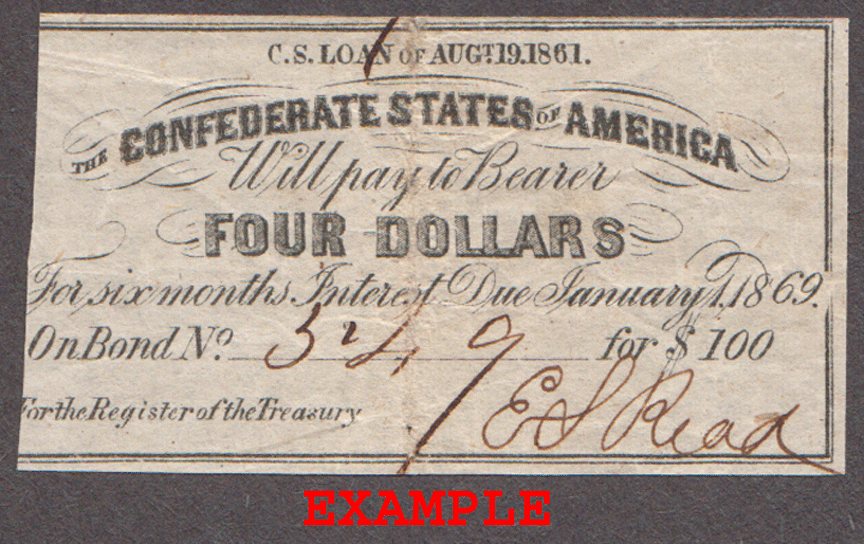 C.S. LOAN OF AUGT. 19. 1861.
THE CONFEDERATE STATES OF AMERICA
Will pay to Bearer
FOUR DOLLARS
For six months Interest Due January 1, 1869.
On Bond No. for $100
For the Register of the Treasury E S Read
EXAMPLE